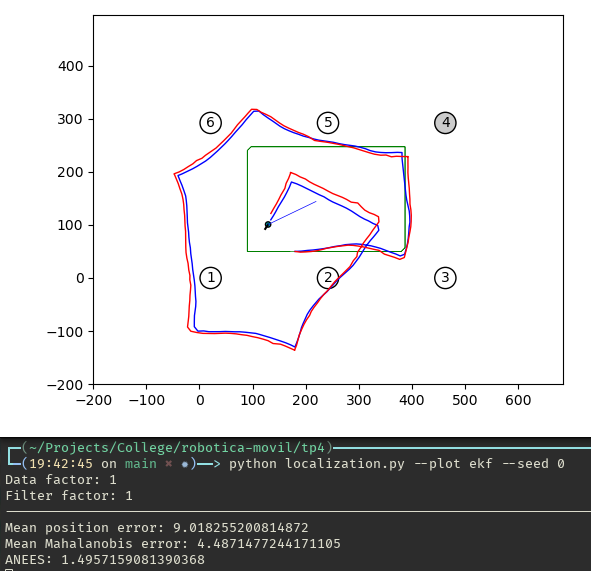 400
300
200
100
0
−100
−200
−200 −100 0 100 200 300 400 500 600
6 5 4
1 2 3
(~/Projects/College/robotica-movil/tp4)
(19:42:45 on main ✖ ✹)──> python localization.py --plot ekf --seed 0
Data factor: 1
Filter factor: 1
Mean position error: 9.018255200814872
Mean Mahalanobis error: 4.4871477244171105
ANEES: 1.4957159081390368